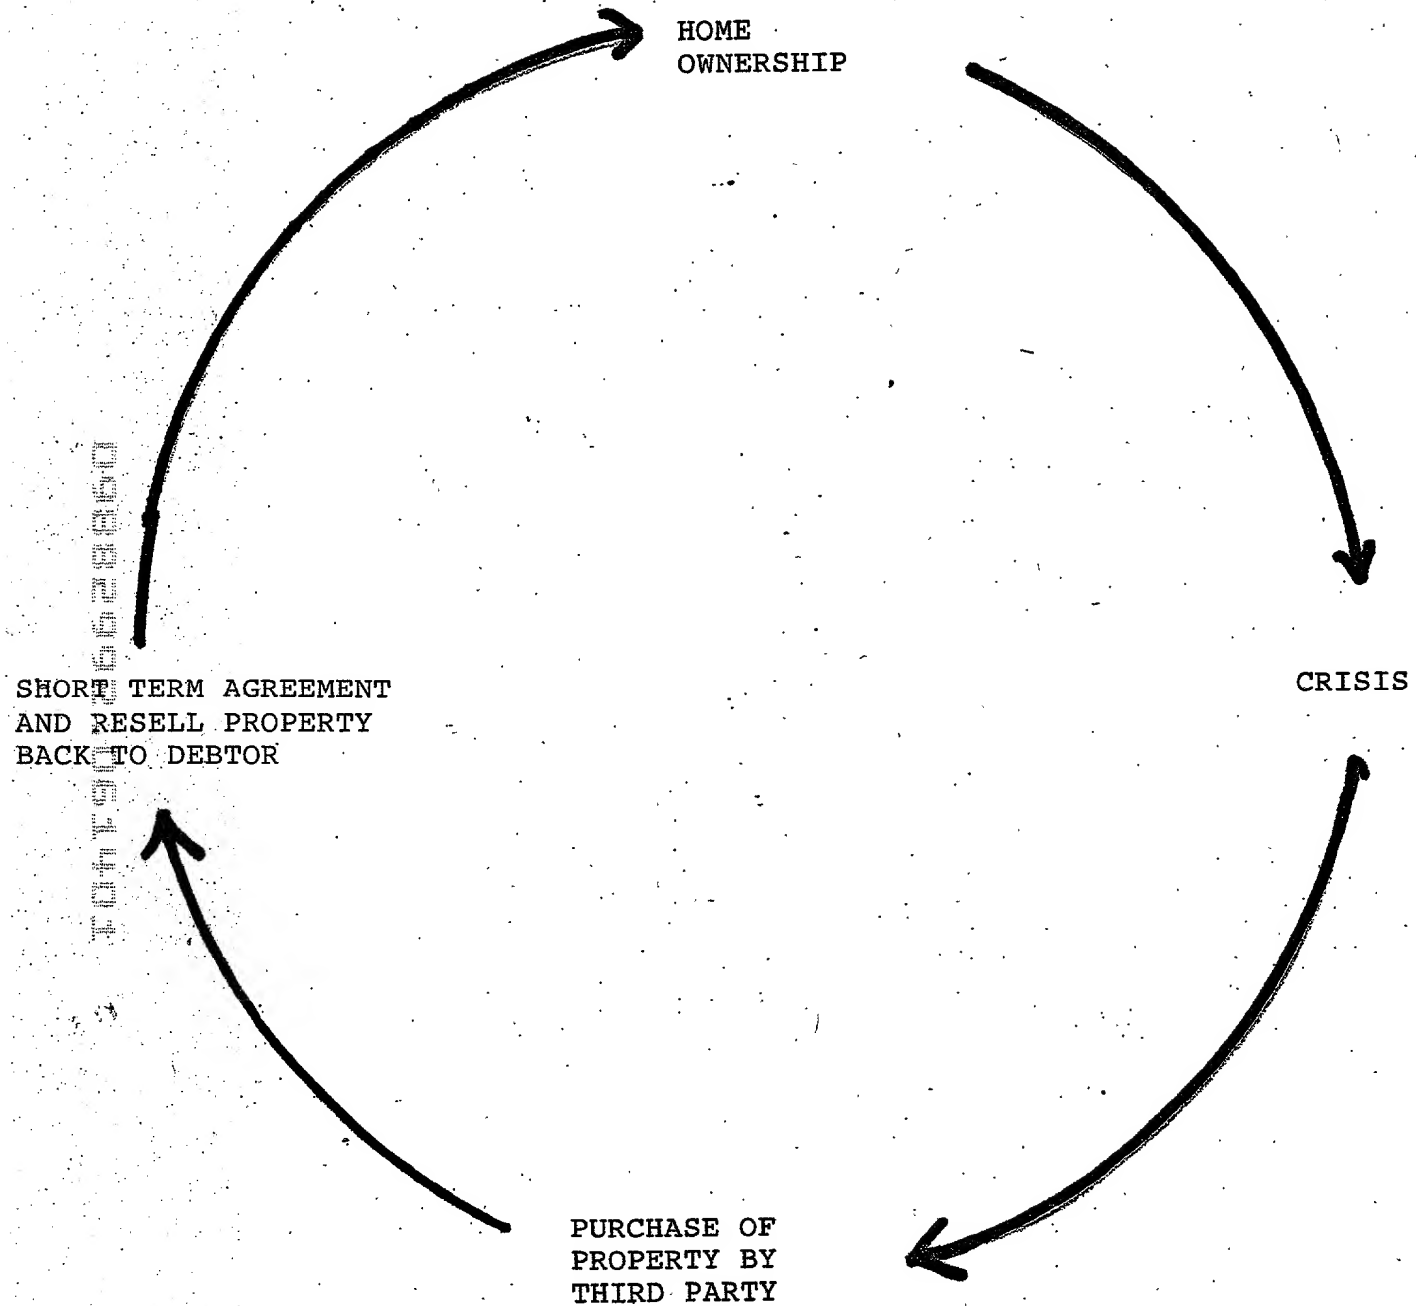 HOME
OWNERSHIP
CRISIS
SHORT TERM AGREEMENT
AND RESELL PROPERTY
BACK TO DEBTOR
PURCHASE OF
PROPERTY BY
THIRD PARTY